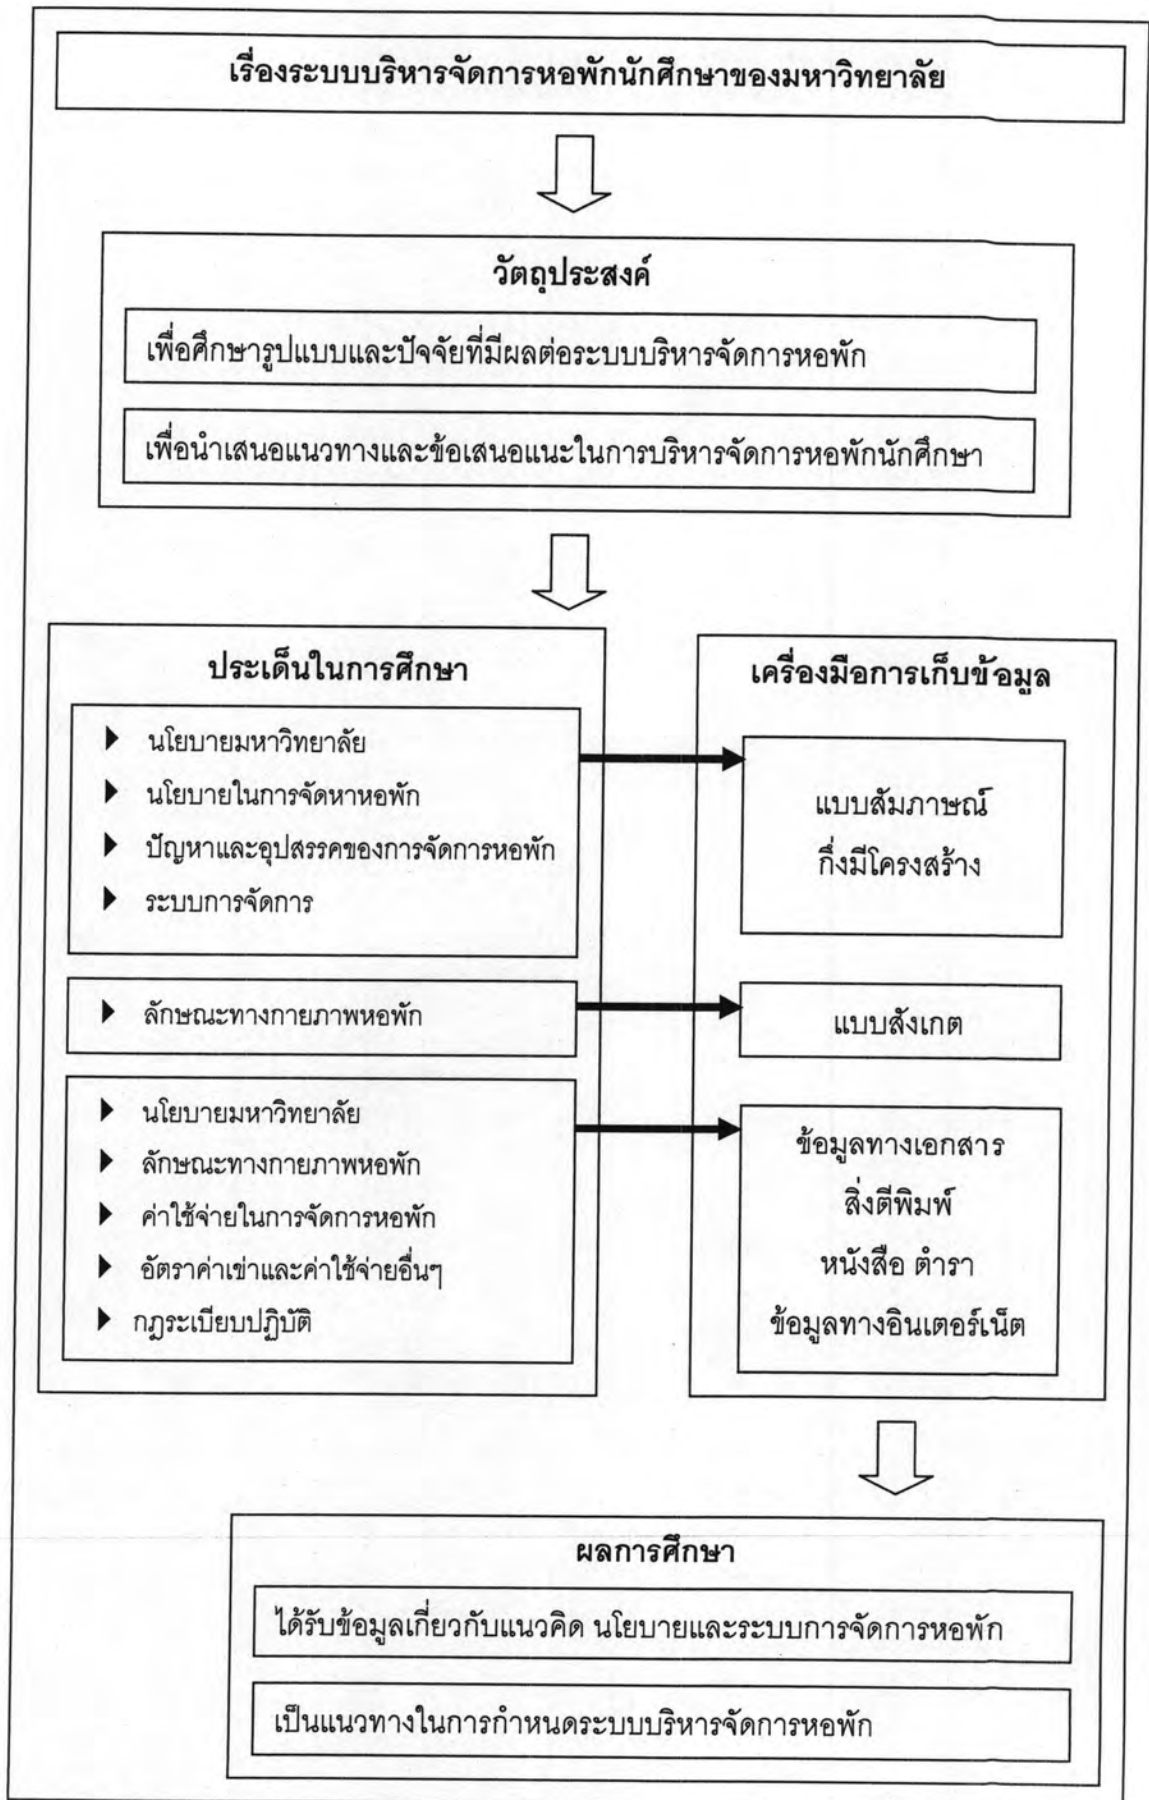 เรื่องระบบบริหารจัดการหอพักนักศึกษาของมหาวิทยาลัย
วัตถุประสงค์
เพื่อศึกษารูปแบบและปัจจัยที่มีผลต่อระบบบริหารจัดการหอพัก
เพื่อนำเสนอแนวทางและข้อเสนอแนะในการบริหารจัดการหอพักนักศึกษา
ประเด็นในการศึกษา
นโยบายมหาวิทยาลัย
นโยบายในการจัดหาหอพัก
ปัญหาและอุปสรรคของการจัดการหอพัก
ระบบการจัดการ
ลักษณะทางกายภาพหอพัก
นโยบายมหาวิทยาลัย
ลักษณะทางกายภาพหอพัก
ค่าใช้จ่ายในการจัดการหอพัก
อัตราค่าเช่าและค่าใช้จ่ายอื่นๆ
กฎระเบียบปฏิบัติ
เครื่องมือการเก็บข้อมูล
แบบสัมภาษณ์
กึ่งมีโครงสร้าง
แบบสังเกต
ข้อมูลทางเอกสาร
สิ่งตีพิมพ์
หนังสือ ตำรา
ข้อมูลทางอินเตอร์เน็ต
ผลการศึกษา
ได้รับข้อมูลเกี่ยวกับแนวคิด นโยบายและระบบการจัดการหอพัก
เป็นแนวทางในการกำหนดระบบบริหารจัดการหอพัก